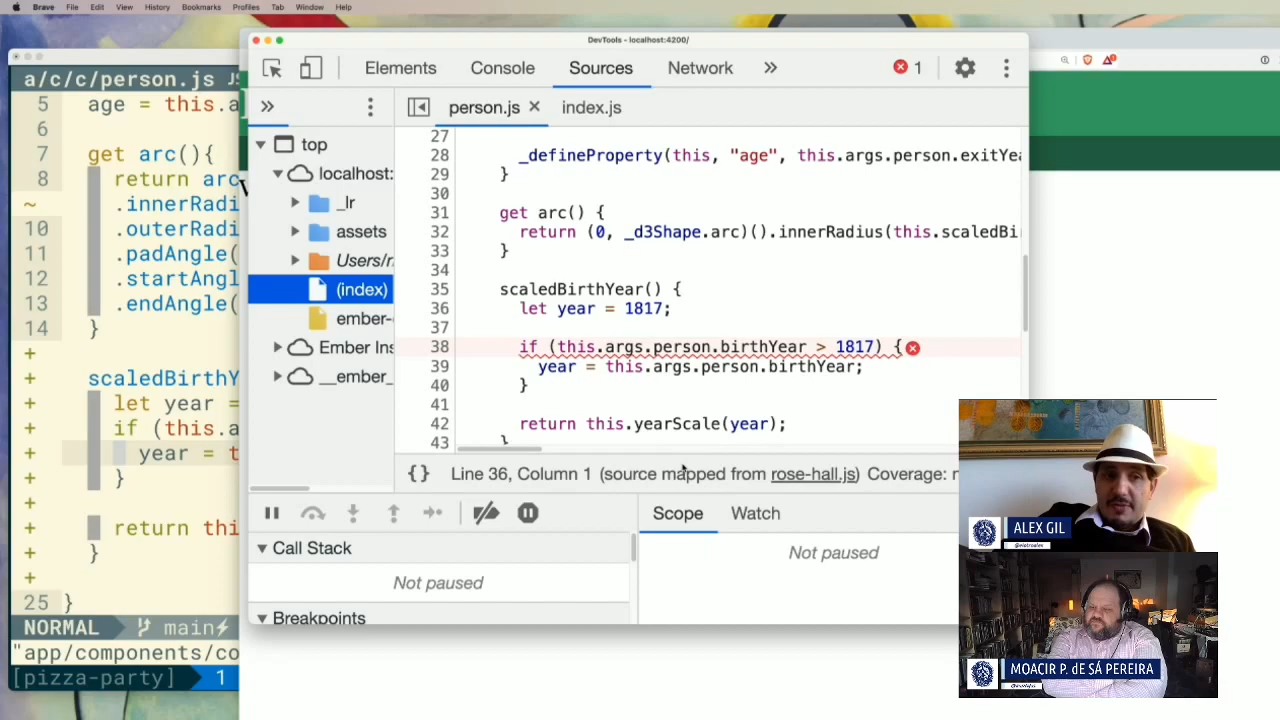 Brave File Edit View History Bookmarks Profiles Tab Window Help
DevTools - localhost:4200/
a/c/c/person.js JS
5 age = this.a
6
7 get arc(){
8 return arc
~ .innerRadi
10 .outerRadi
11 .padAngle(
12 .startAngl
13 .endAngle(
14 }
+
+ scaledBirthY
+ let year =
+ if (this.a
+ year = t
+ }
+
+ return thi
+ }
+
25 }
NORMAL main⚡
"app/components/co
[pizza-party] 1
Elements Console Sources Network » 1
»
top
localhost:
_lr
assets
Users/r
(index)
ember-
Ember Ins
__ember_
person.js × index.js
27
28 _defineProperty(this, "age", this.args.person.exitYea
29 }
30
31 get arc() {
32 return (0, _d3Shape.arc)().innerRadius(this.scaledBi
33 }
34
35 scaledBirthYear() {
36 let year = 1817;
37
38 if (this.args.person.birthYear > 1817) {
39 year = this.args.person.birthYear;
40 }
41
42 return this.yearScale(year);
43 }
{} Line 36, Column 1 (source mapped from rose-hall.js) Coverage: n
Call Stack
Not paused
Breakpoints
Scope Watch
Not paused
ALEX GIL
@elotroalex
MOACIR P. dE SÁ PEREIRA